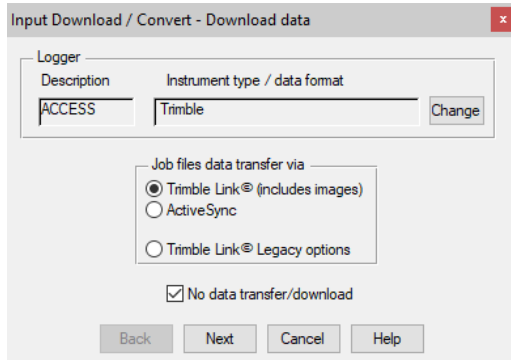 Input Download / Convert - Download data
x
Logger
Description Instrument type / data format
ACCESS Trimble Change
Job files data transfer via
Trimble Link© (includes images)
ActiveSync
Trimble Link© Legacy options
No data transfer/download
Back Next Cancel Help